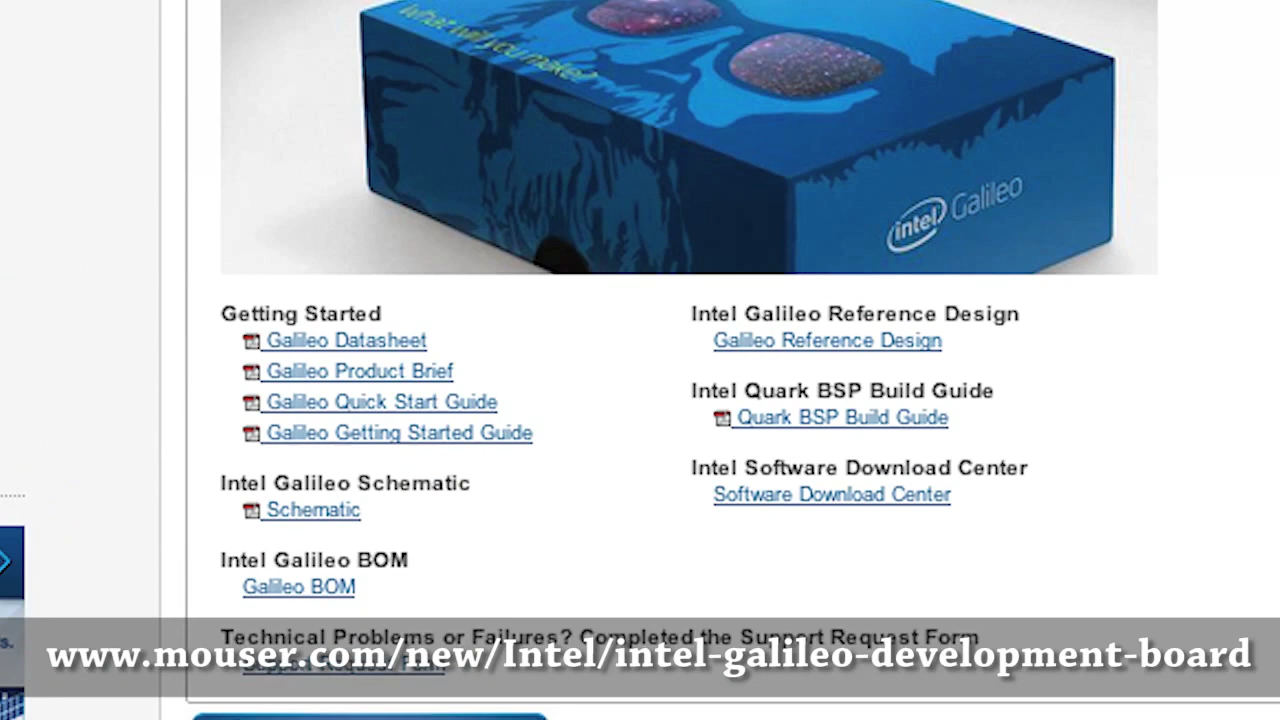 What will you make?
intel Galileo
Getting Started
Galileo Datasheet
Galileo Product Brief
Galileo Quick Start Guide
Galileo Getting Started Guide
Intel Galileo Schematic
Schematic
Intel Galileo BOM
Galileo BOM
Technical Problems or Failures? Completed the Support Request Form
Support Request Form
Intel Galileo Reference Design
Galileo Reference Design
Intel Quark BSP Build Guide
Quark BSP Build Guide
Intel Software Download Center
Software Download Center
www.mouser.com/new/Intel/intel-galileo-development-board